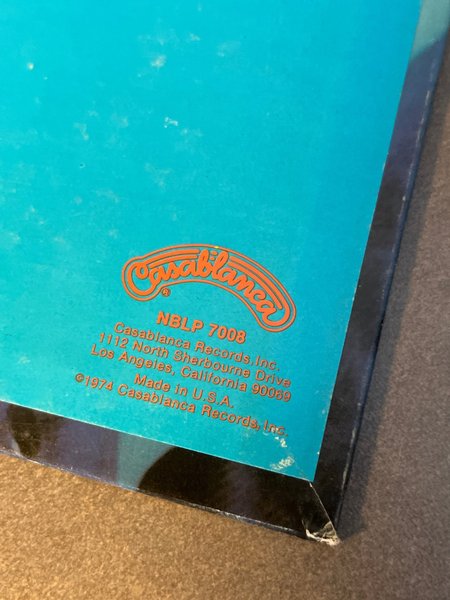 Casablanca
®
NBLP 7008
Casablanca Records, Inc.
1112 North Sherbourne Drive
Los Angeles, California 90069
Made in U.S.A.
©1974 Casablanca Records, Inc.